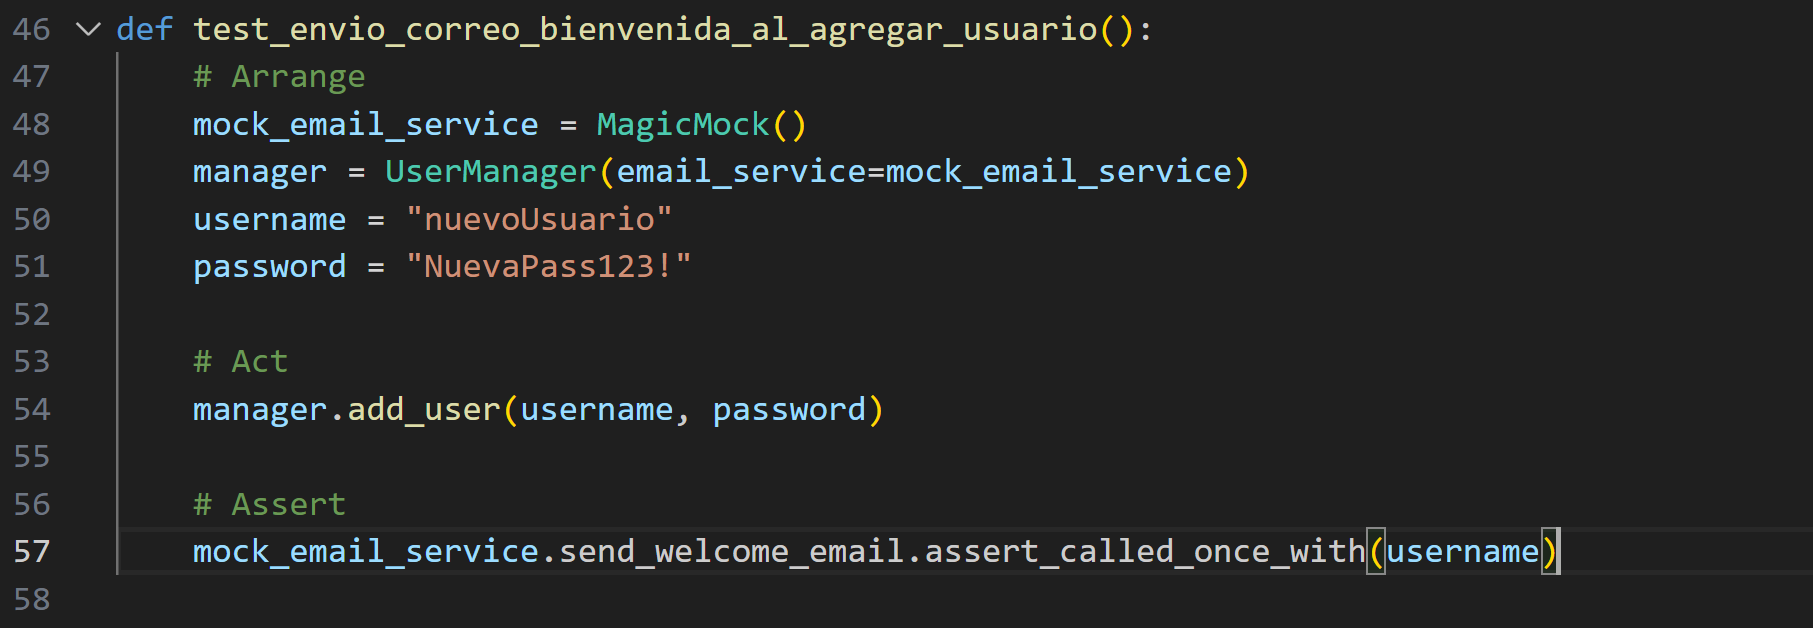 46 def test_envio_correo_bienvenida_al_agregar_usuario():
47 # Arrange
48 mock_email_service = MagicMock()
49 manager = UserManager(email_service=mock_email_service)
50 username = "nuevoUsuario"
51 password = "NuevaPass123!"
52
53 # Act
54 manager.add_user(username, password)
55
56 # Assert
57 mock_email_service.send_welcome_email.assert_called_once_with(username)
58